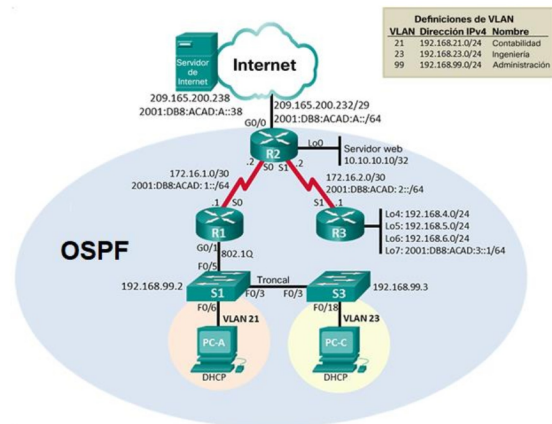 Definiciones de VLAN
VLAN Dirección IPv4 Nombre
21 192.168.21.0/24 Contabilidad
23 192.168.23.0/24 Ingeniería
99 192.168.99.0/24 Administración
Servidor de Internet
Internet
209.165.200.238
2001:DB8:ACAD:A::38
209.165.200.232/29
2001:DB8:ACAD:A::/64
G0/0
R2
Lo0
Servidor web
10.10.10.10/32
.2
S0
S1
.2
172.16.1.0/30
2001:DB8:ACAD: 1::/64
172.16.2.0/30
2001:DB8:ACAD: 2::/64
.1
S0
S1
.1
R1
R3
Lo4: 192.168.4.0/24
Lo5: 192.168.5.0/24
Lo6: 192.168.6.0/24
Lo7: 2001:DB8:ACAD:3::1/64
OSPF
G0/1
802.1Q
F0/5
192.168.99.2
S1
F0/3
Troncal
F0/3
S3
192.168.99.3
F0/6
F0/18
VLAN 21
VLAN 23
PC-A
PC-C
DHCP
DHCP